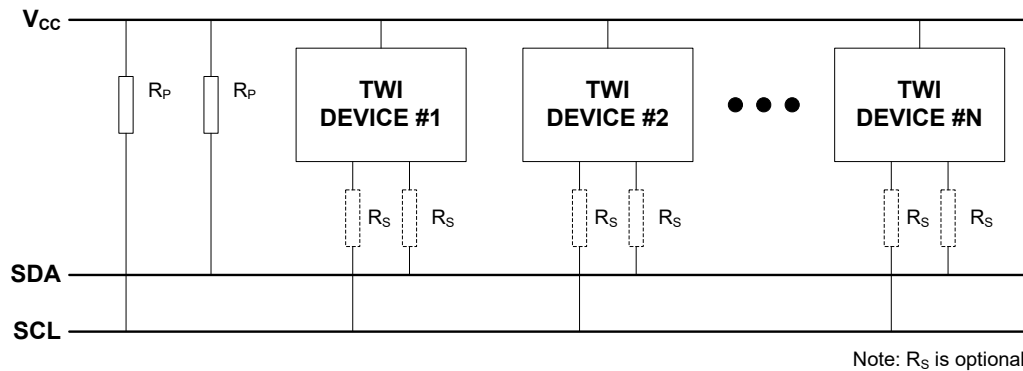 VCC
RP RP
TWI DEVICE #1
TWI DEVICE #2
TWI DEVICE #N
RS RS RS RS RS RS
SDA
SCL
Note: RS is optional